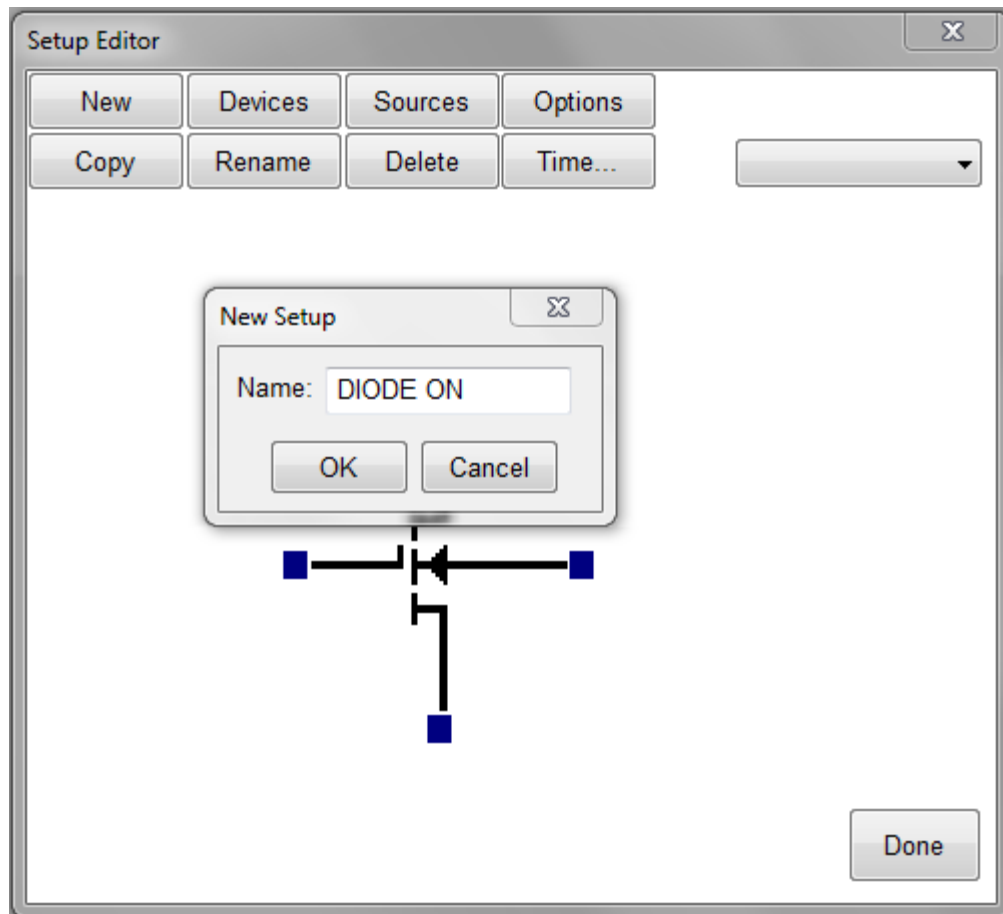 Setup Editor
New Devices Sources Options
Copy Rename Delete Time...
New Setup
Name: DIODE ON
OK Cancel
Done